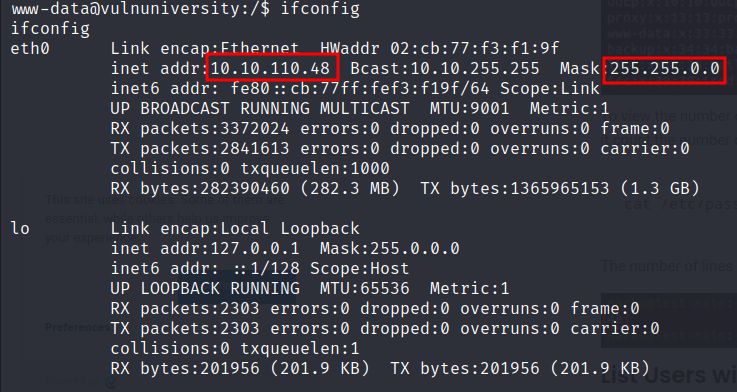 www-data@vulnuniversity:/$ ifconfig
ifconfig
eth0 Link encap:Ethernet HWaddr 02:cb:77:f3:f1:9f
inet addr:10.10.110.48 Bcast:10.10.255.255 Mask:255.255.0.0
inet6 addr: fe80::cb:77ff:fef3:f19f/64 Scope:Link
UP BROADCAST RUNNING MULTICAST MTU:9001 Metric:1
RX packets:3372024 errors:0 dropped:0 overruns:0 frame:0
TX packets:2841613 errors:0 dropped:0 overruns:0 carrier:0
collisions:0 txqueuelen:1000
RX bytes:282390460 (282.3 MB) TX bytes:1365965153 (1.3 GB)
lo Link encap:Local Loopback
inet addr:127.0.0.1 Mask:255.0.0.0
inet6 addr: ::1/128 Scope:Host
UP LOOPBACK RUNNING MTU:65536 Metric:1
RX packets:2303 errors:0 dropped:0 overruns:0 frame:0
TX packets:2303 errors:0 dropped:0 overruns:0 carrier:0
collisions:0 txqueuelen:1
RX bytes:201956 (201.9 KB) TX bytes:201956 (201.9 KB)
The number of lines
List Users wi